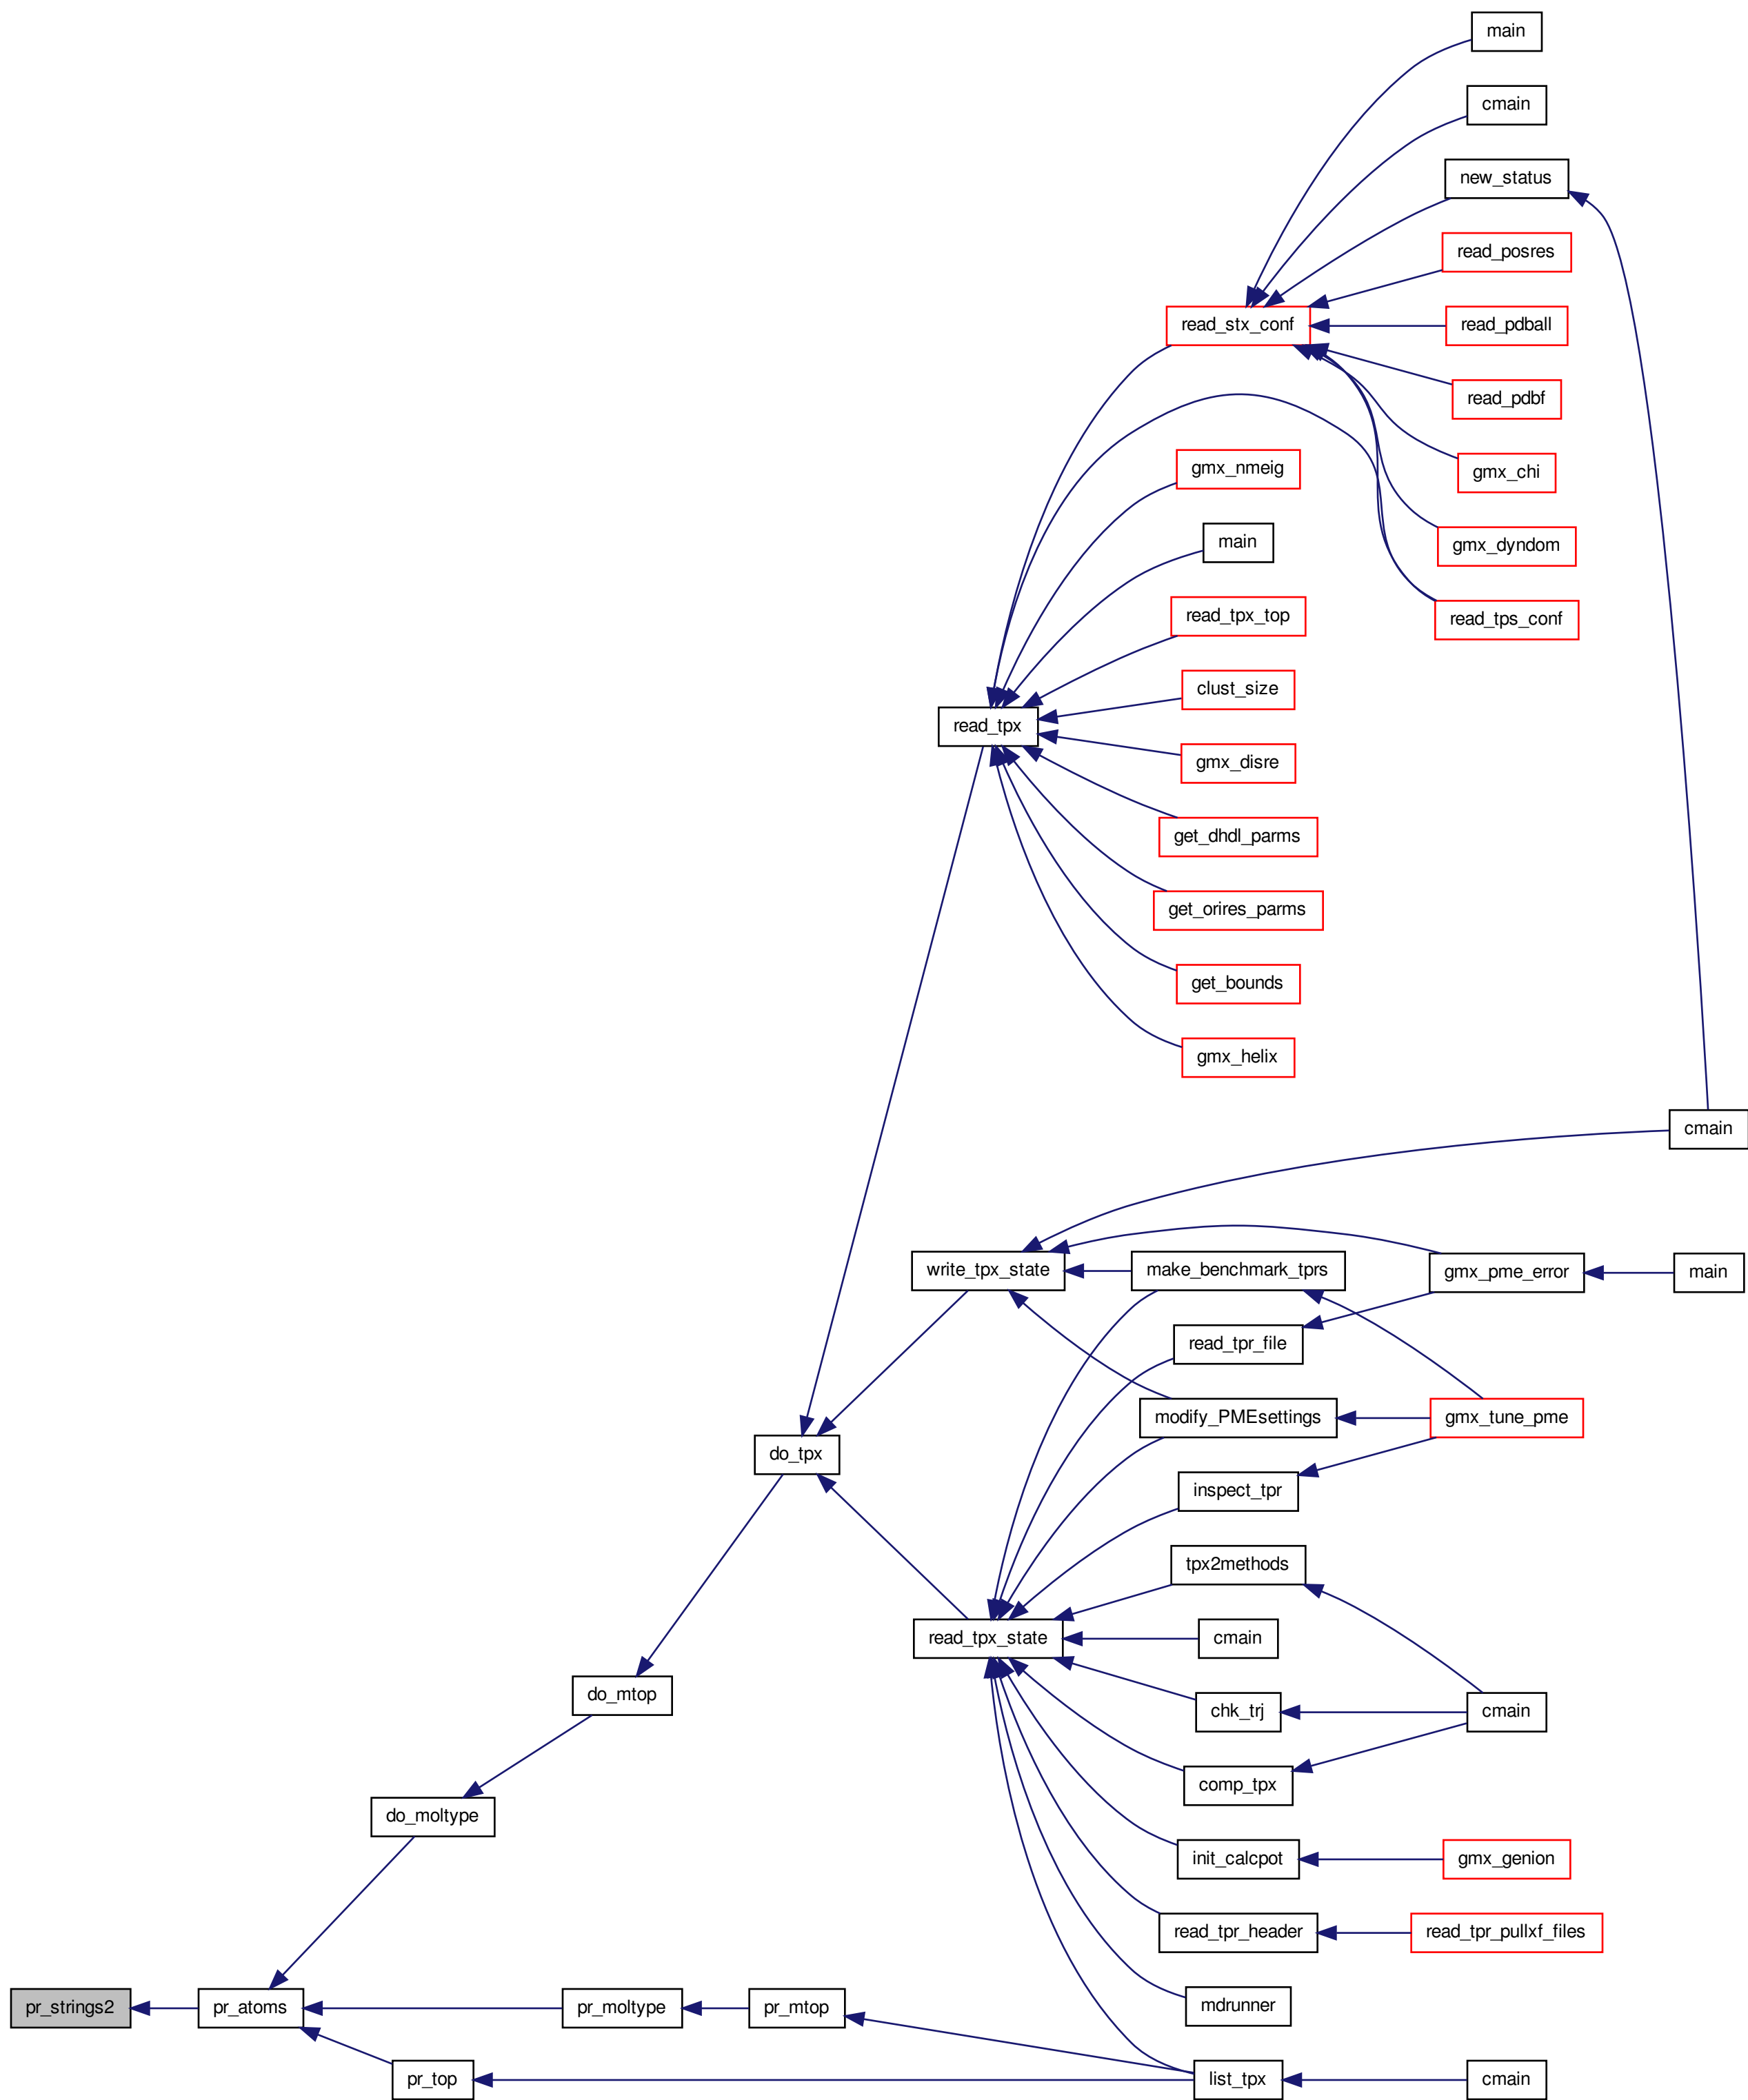 main
cmain
new_status
read_posres
read_stx_conf
read_pdball
read_pdbf
gmx_nmeig
gmx_chi
main
gmx_dyndom
read_tpx_top
read_tps_conf
clust_size
read_tpx
gmx_disre
get_dhdl_parms
get_orires_parms
get_bounds
gmx_helix
cmain
write_tpx_state
make_benchmark_tprs
gmx_pme_error
main
read_tpr_file
modify_PMEsettings
gmx_tune_pme
do_tpx
inspect_tpr
tpx2methods
read_tpx_state
cmain
do_mtop
chk_trj
cmain
comp_tpx
do_moltype
init_calcpot
gmx_genion
read_tpr_header
read_tpr_pullxf_files
pr_strings2
pr_atoms
pr_moltype
pr_mtop
mdrunner
pr_top
list_tpx
cmain